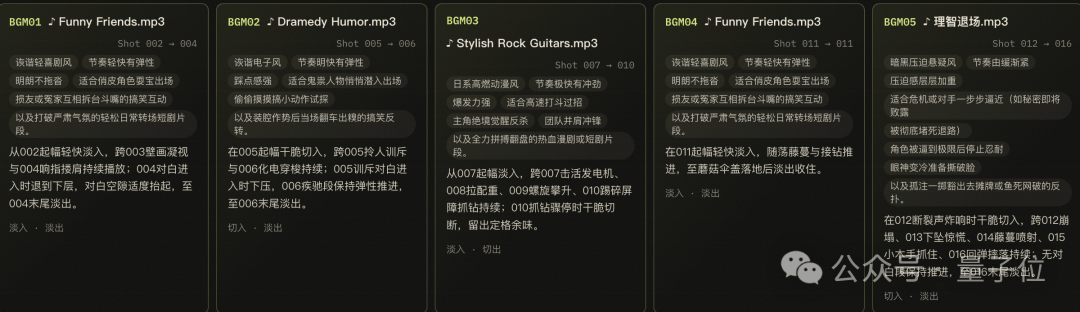 BGM01 ♪ Funny Friends.mp3
Shot 002 → 004
诙谐轻喜剧风 节奏轻快有弹性
明朗不拖沓 适合俏皮角色耍宝出场
损友或冤家互相拆台斗嘴的搞笑互动
以及打破严肃气氛的轻松日常转场短剧片
段。
从002起幅轻快淡入，跨003壁画凝视
与004响指搂肩持续播放；004对白进
入时退到下层，对白空隙适度抬起，至
004末尾淡出。
淡入 · 淡出
BGM02 ♪ Dramedy Humor.mp3
Shot 005 → 006
诙谐电子风 节奏明快有弹性
踩点感强 适合鬼祟人物悄悄潜入出场
偷偷摸摸搞小动作试探
以及装腔作势后当场翻车出糗的搞笑反
转。
在005起幅干脆切入，跨005拎人训斥
与006化电穿梭持续；005训斥对白进
入时下压，006疾驰段保持弹性推进，
至006末尾淡出。
切入 · 淡出
BGM03
♪ Stylish Rock Guitars.mp3
Shot 007 → 010
日系高燃动漫风 节奏极快有冲劲
爆发力强 适合高速打斗过招
主角绝境觉醒反杀 团队并肩冲锋
以及全力拼搏翻盘的热血漫剧或短剧片
段。
从007起幅淡入，跨007击活发电机、
008拉配重、009螺旋攀升、010踢碎屏
障抓钻持续；010抓钻骤停时干脆切
断，留出定格余味。
淡入 · 切出
BGM04 ♪ Funny Friends.mp3
Shot 011 → 011
诙谐轻喜剧风 节奏轻快有弹性
明朗不拖沓 适合俏皮角色耍宝出场
损友或冤家互相拆台斗嘴的搞笑互动
以及打破严肃气氛的轻松日常转场短剧片
段。
在011起幅轻快淡入，随荡藤蔓与接钻推
进，至蘑菇伞盖落地后淡出收住。
淡入 · 淡出
BGM05 ♪ 理智退场.mp3
Shot 012 → 016
暗黑压迫悬疑风 节奏由缓渐紧
压迫感层层加重
适合危机或对手一步步逼近（如秘密即将
败露
被彻底堵死退路）
角色被逼到极限后停止忍耐
眼神变冷准备撕破脸
以及孤注一掷豁出去摊牌或鱼死网破的反
扑。
在012断裂声炸响时干脆切入，跨012崩
塌、013下坠惊慌、014藤蔓喷射、015
小木手抓住、016回弹摔落持续；无对
白段保持推进，至016末尾淡出。
切入 · 淡出
公众号 · 量子位